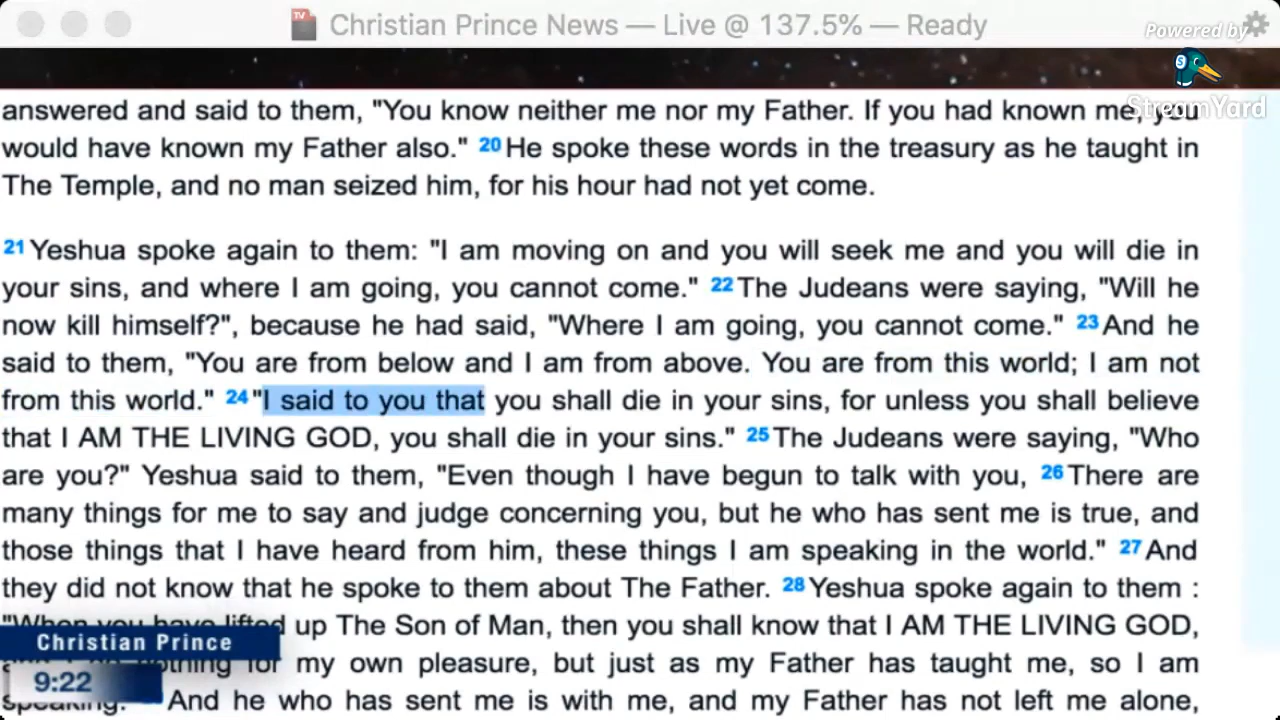 Christian Prince News — Live @ 137.5% — Ready
Powered by
StreamYard
answered and said to them, "You know neither me nor my Father. If you had known me, you
would have known my Father also." 20 He spoke these words in the treasury as he taught in
The Temple, and no man seized him, for his hour had not yet come.
21 Yeshua spoke again to them: "I am moving on and you will seek me and you will die in
your sins, and where I am going, you cannot come." 22 The Judeans were saying, "Will he
now kill himself?", because he had said, "Where I am going, you cannot come." 23 And he
said to them, "You are from below and I am from above. You are from this world; I am not
from this world." 24 "I said to you that you shall die in your sins, for unless you shall believe
that I AM THE LIVING GOD, you shall die in your sins." 25 The Judeans were saying, "Who
are you?" Yeshua said to them, "Even though I have begun to talk with you, 26 There are
many things for me to say and judge concerning you, but he who has sent me is true, and
those things that I have heard from him, these things I am speaking in the world." 27 And
they did not know that he spoke to them about The Father. 28 Yeshua spoke again to them :
"When you have lifted up The Son of Man, then you shall know that I AM THE LIVING GOD,
nothing for my own pleasure, but just as my Father has taught me, so I am
speaking. And he who has sent me is with me, and my Father has not left me alone,
Christian Prince
9:22